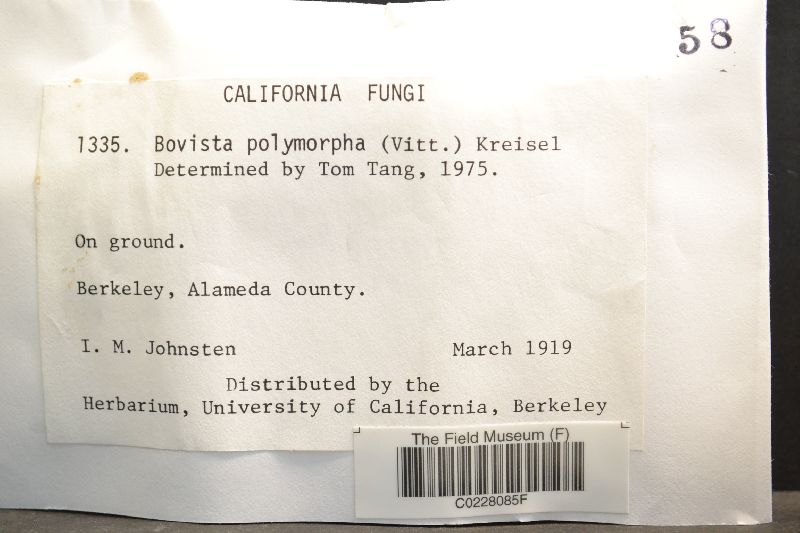 58
CALIFORNIA FUNGI
1335. Bovista polymorpha (Vitt.) Kreisel
Determined by Tom Tang, 1975.
On ground.
Berkeley, Alameda County.
I. M. Johnsten March 1919
Distributed by the
Herbarium, University of California, Berkeley
The Field Museum (F)
C0228085F